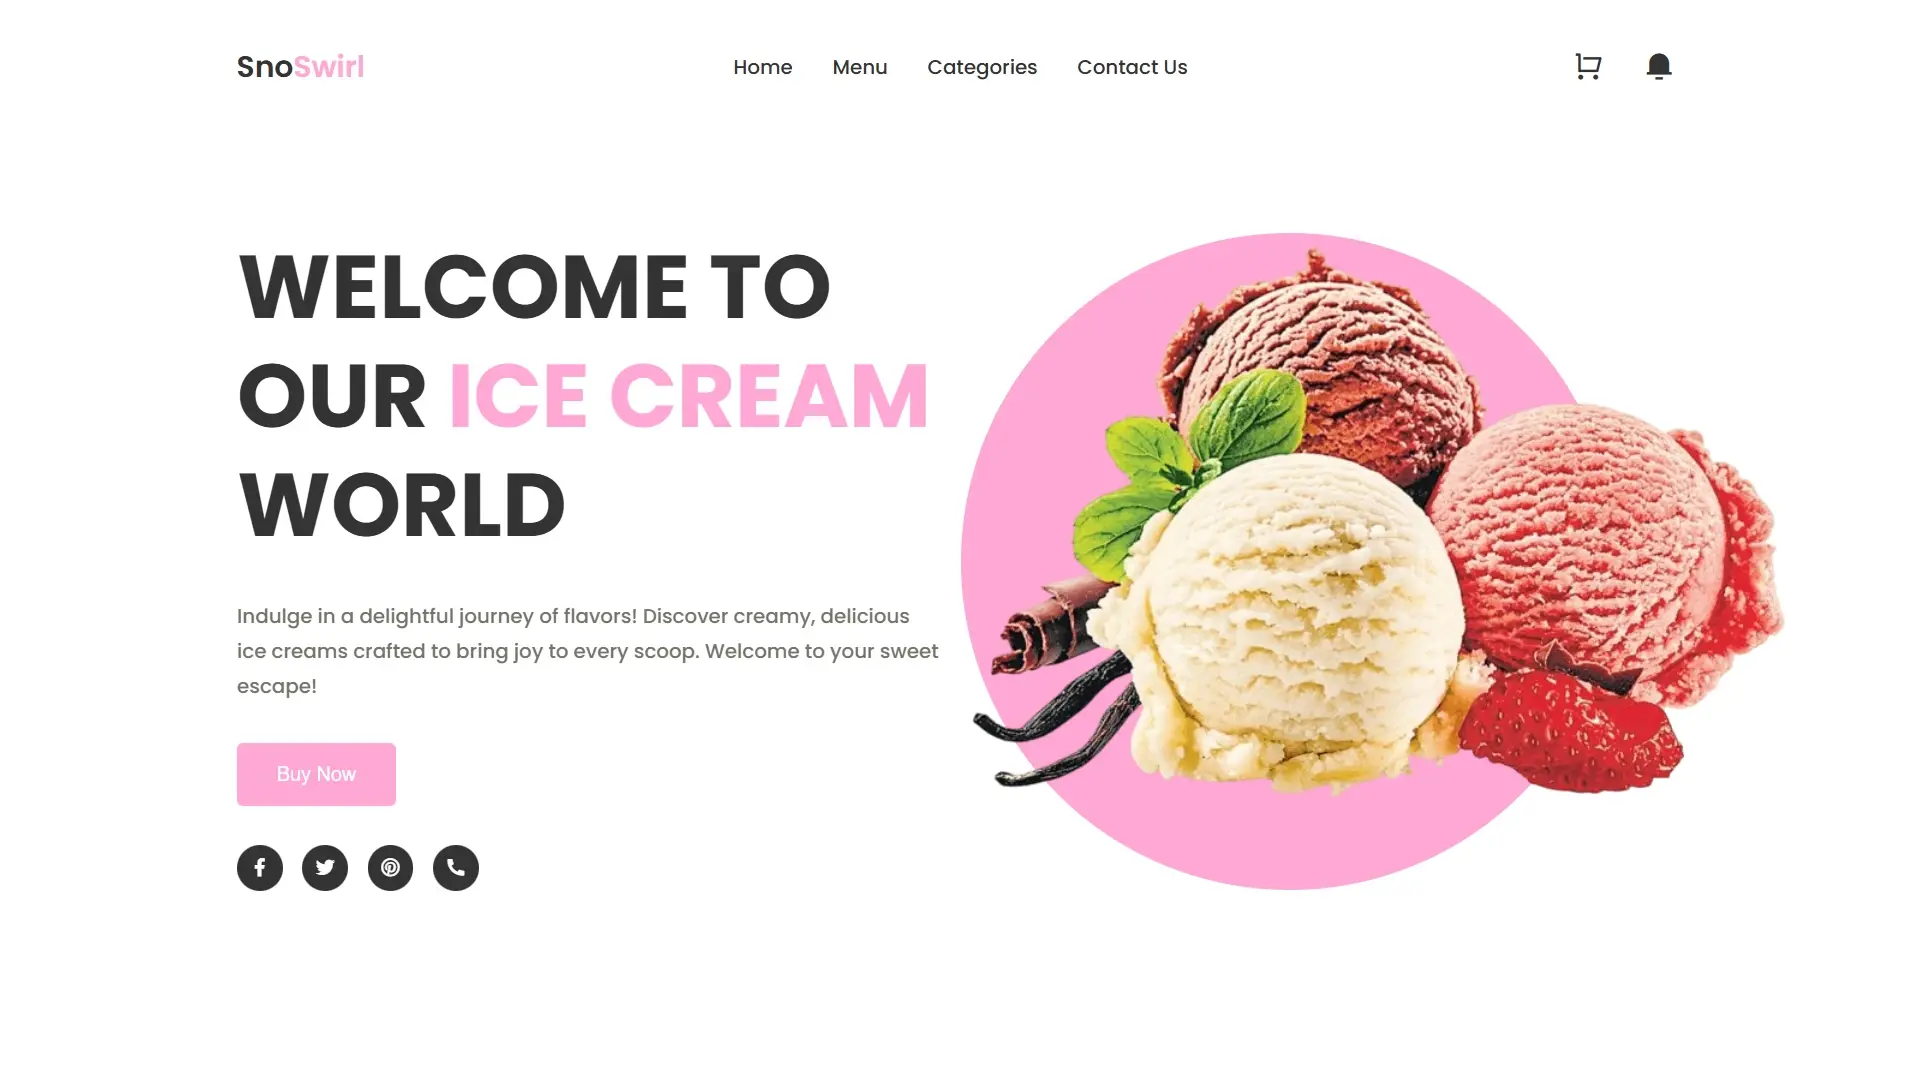 SnoSwirl
Home
Menu
Categories
Contact Us
WELCOME TO
OUR ICE CREAM
WORLD
Indulge in a delightful journey of flavors! Discover creamy, delicious
ice creams crafted to bring joy to every scoop. Welcome to your sweet
escape!
Buy Now